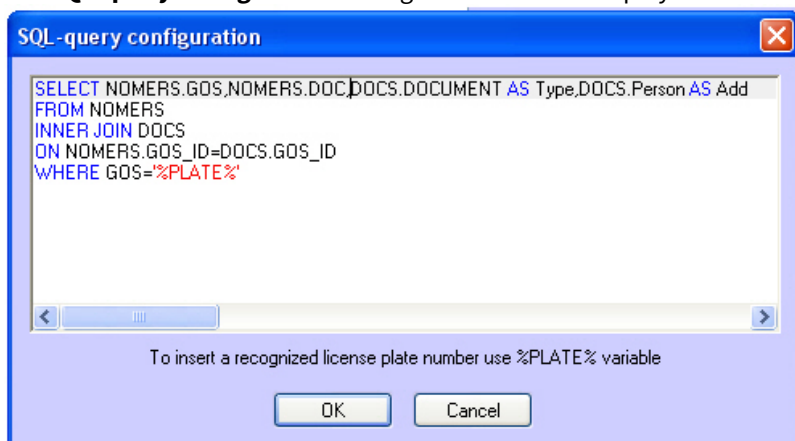 SQL-query configuration
SELECT NOMERS.GOS,NOMERS.DOC,DOCS.DOCUMENT AS Type,DOCS.Person AS Add
FROM NOMERS
INNER JOIN DOCS
ON NOMERS.GOS_ID=DOCS.GOS_ID
WHERE GOS='%PLATE%'
To insert a recognized license plate number use %PLATE% variable
OK Cancel